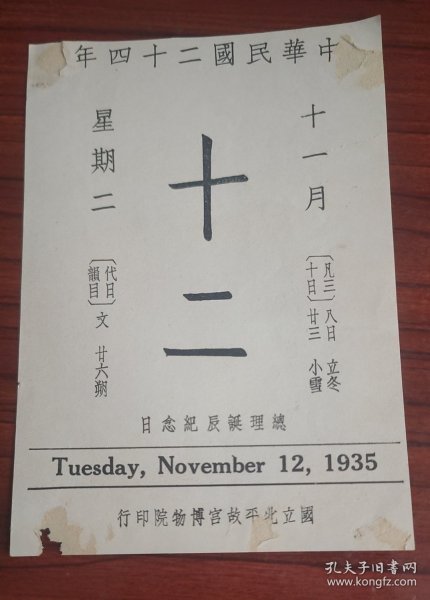 中華民國二十四年
十一月
凡三十日
八日 立冬
廿三 小雪
十二
星期二
代日韻目
文 廿六朔
總理誕辰紀念日
Tuesday, November 12, 1935
國立北平故宮博物院印行
孔夫子旧书网
www.kongfz.com